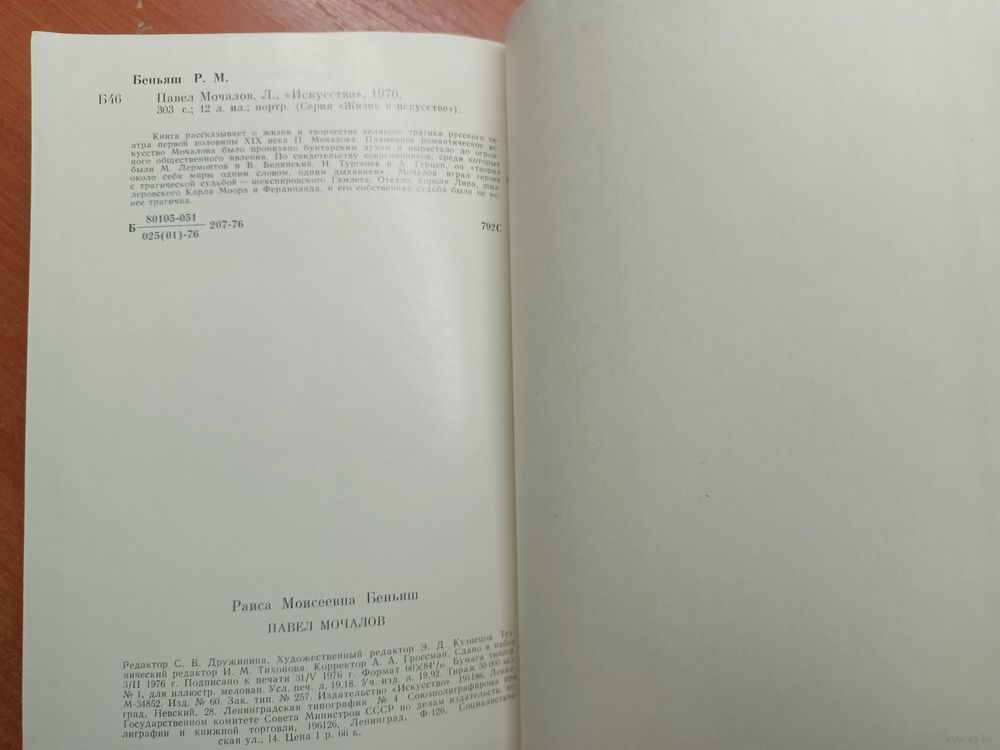 Беньяш Р. М.
Б46 Павел Мочалов. Л., «Искусство», 1976.
303 с.; 12 л. ил.; портр. (Серия «Жизнь в искусстве»).
Книга рассказывает о жизни и творчестве великого трагика русского те-
атра первой половины XIX века П. Мочалова. Пламенное романтическое ис-
кусство Мочалова было пронизано бунтарским духом и вырастало до огром-
ного общественного явления. По свидетельству современников, среди которых
были М. Лермонтов и В. Белинский, И. Тургенев и А. Герцен, он «творил
около себя миры одним словом, одним дыханием». Мочалов играл героев
с трагической судьбой — шекспировского Гамлета, Отелло, короля Лира, шил-
леровского Карла Моора и Фердинанда, и его собственная судьба была не ме-
нее трагична.
Б 80105-051 207-76 792С
025(01)-76
Раиса Моисеевна Беньяш
ПАВЕЛ МОЧАЛОВ
Редактор С. В. Дружинина. Художественный редактор Э. Д. Кузнецов Тех-
нический редактор И. М. Тихонова. Корректор А. А. Гроссман. Сдано в набор
3/II 1976 г. Подписано к печати 31/V 1976 г. Формат 60×84¹/₁₆. Бумага типогр.
№ 1, для иллюстр. мелован. Усл. печ. л. 19,18. Уч.-изд. л. 19,92. Тираж 50 000 экз.
М-34852. Изд. № 60. Зак. тип. № 257. Издательство «Искусство». 191186, Ленин-
град, Невский, 28. Ленинградская типография № 4 Союзполиграфпрома при
Государственном комитете Совета Министров СССР по делам издательств, по-
лиграфии и книжной торговли, 196126, Ленинград, Ф-126, Социалистиче-
ская ул., 14. Цена 1 р. 66 к.
www.ay.by